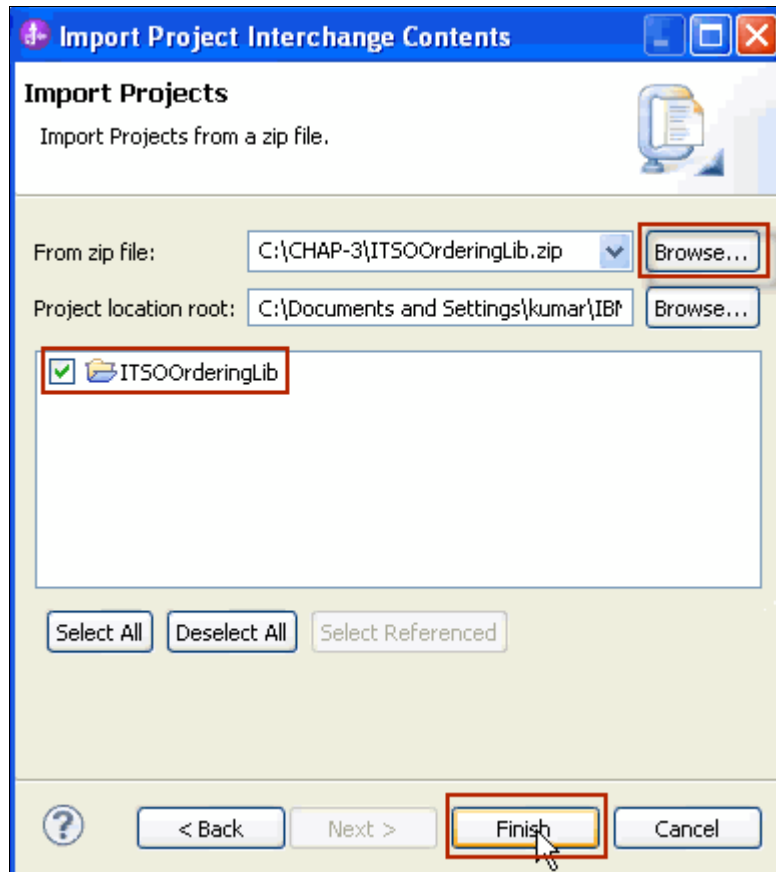 Import Project Interchange Contents
Import Projects
Import Projects from a zip file.
From zip file: C:\CHAP-3\ITSOOrderingLib.zip Browse...
Project location root: C:\Documents and Settings\kumar\IBM Browse...
ITSOOrderingLib
Select All Deselect All Select Referenced
? < Back Next > Finish Cancel